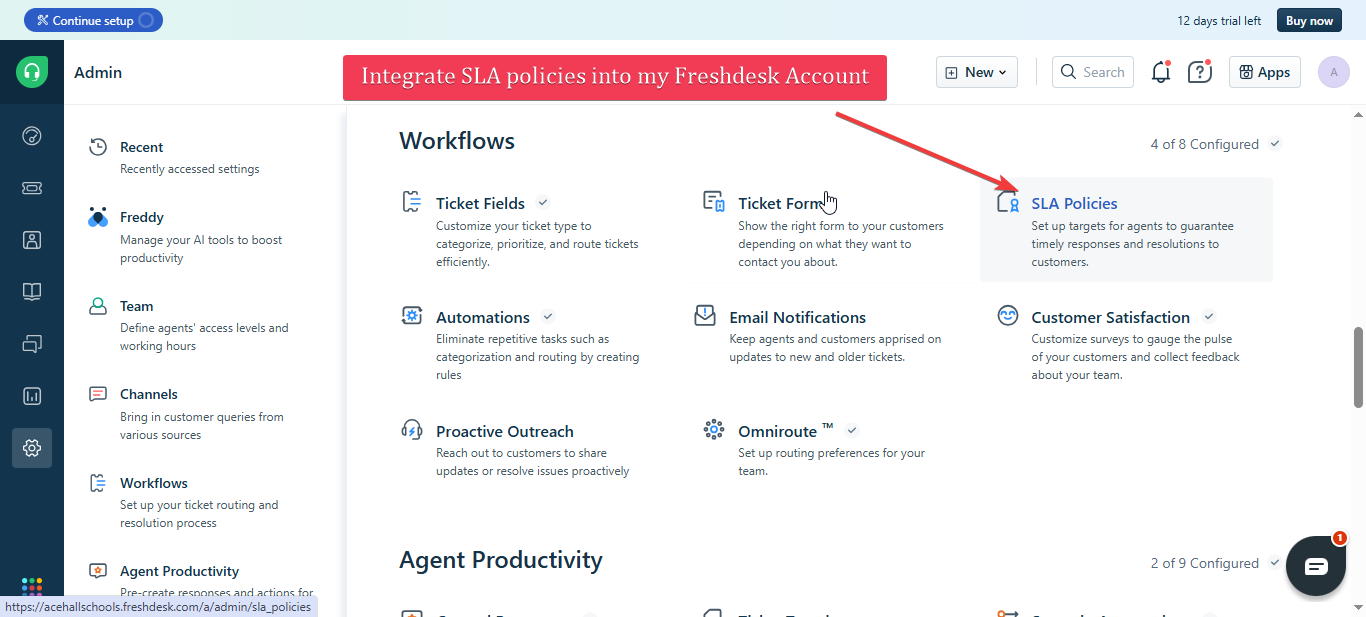 Continue setup
12 days trial left
Buy now
Admin
Integrate SLA policies into my Freshdesk Account
New
Search
Apps
A
Recent
Recently accessed settings
Freddy
Manage your AI tools to boost
productivity
Team
Define agents' access levels and
working hours
Channels
Bring in customer queries from
various sources
Workflows
Set up your ticket routing and
resolution process
Agent Productivity
Pre-create responses and actions for
https://acehallschools.freshdesk.com/a/admin/sla_policies
Workflows
4 of 8 Configured
Ticket Fields
Customize your ticket type to
categorize, prioritize, and route tickets
efficiently.
Ticket Form
Show the right form to your customers
depending on what they want to
contact you about.
SLA Policies
Set up targets for agents to guarantee
timely responses and resolutions to
customers.
Automations
Eliminate repetitive tasks such as
categorization and routing by creating
rules
Email Notifications
Keep agents and customers apprised on
updates to new and older tickets.
Customer Satisfaction
Customize surveys to gauge the pulse
of your customers and collect feedback
about your team.
Proactive Outreach
Reach out to customers to share
updates or resolve issues proactively
Omniroute ™
Set up routing preferences for your
team.
Agent Productivity
2 of 9 Configured
1